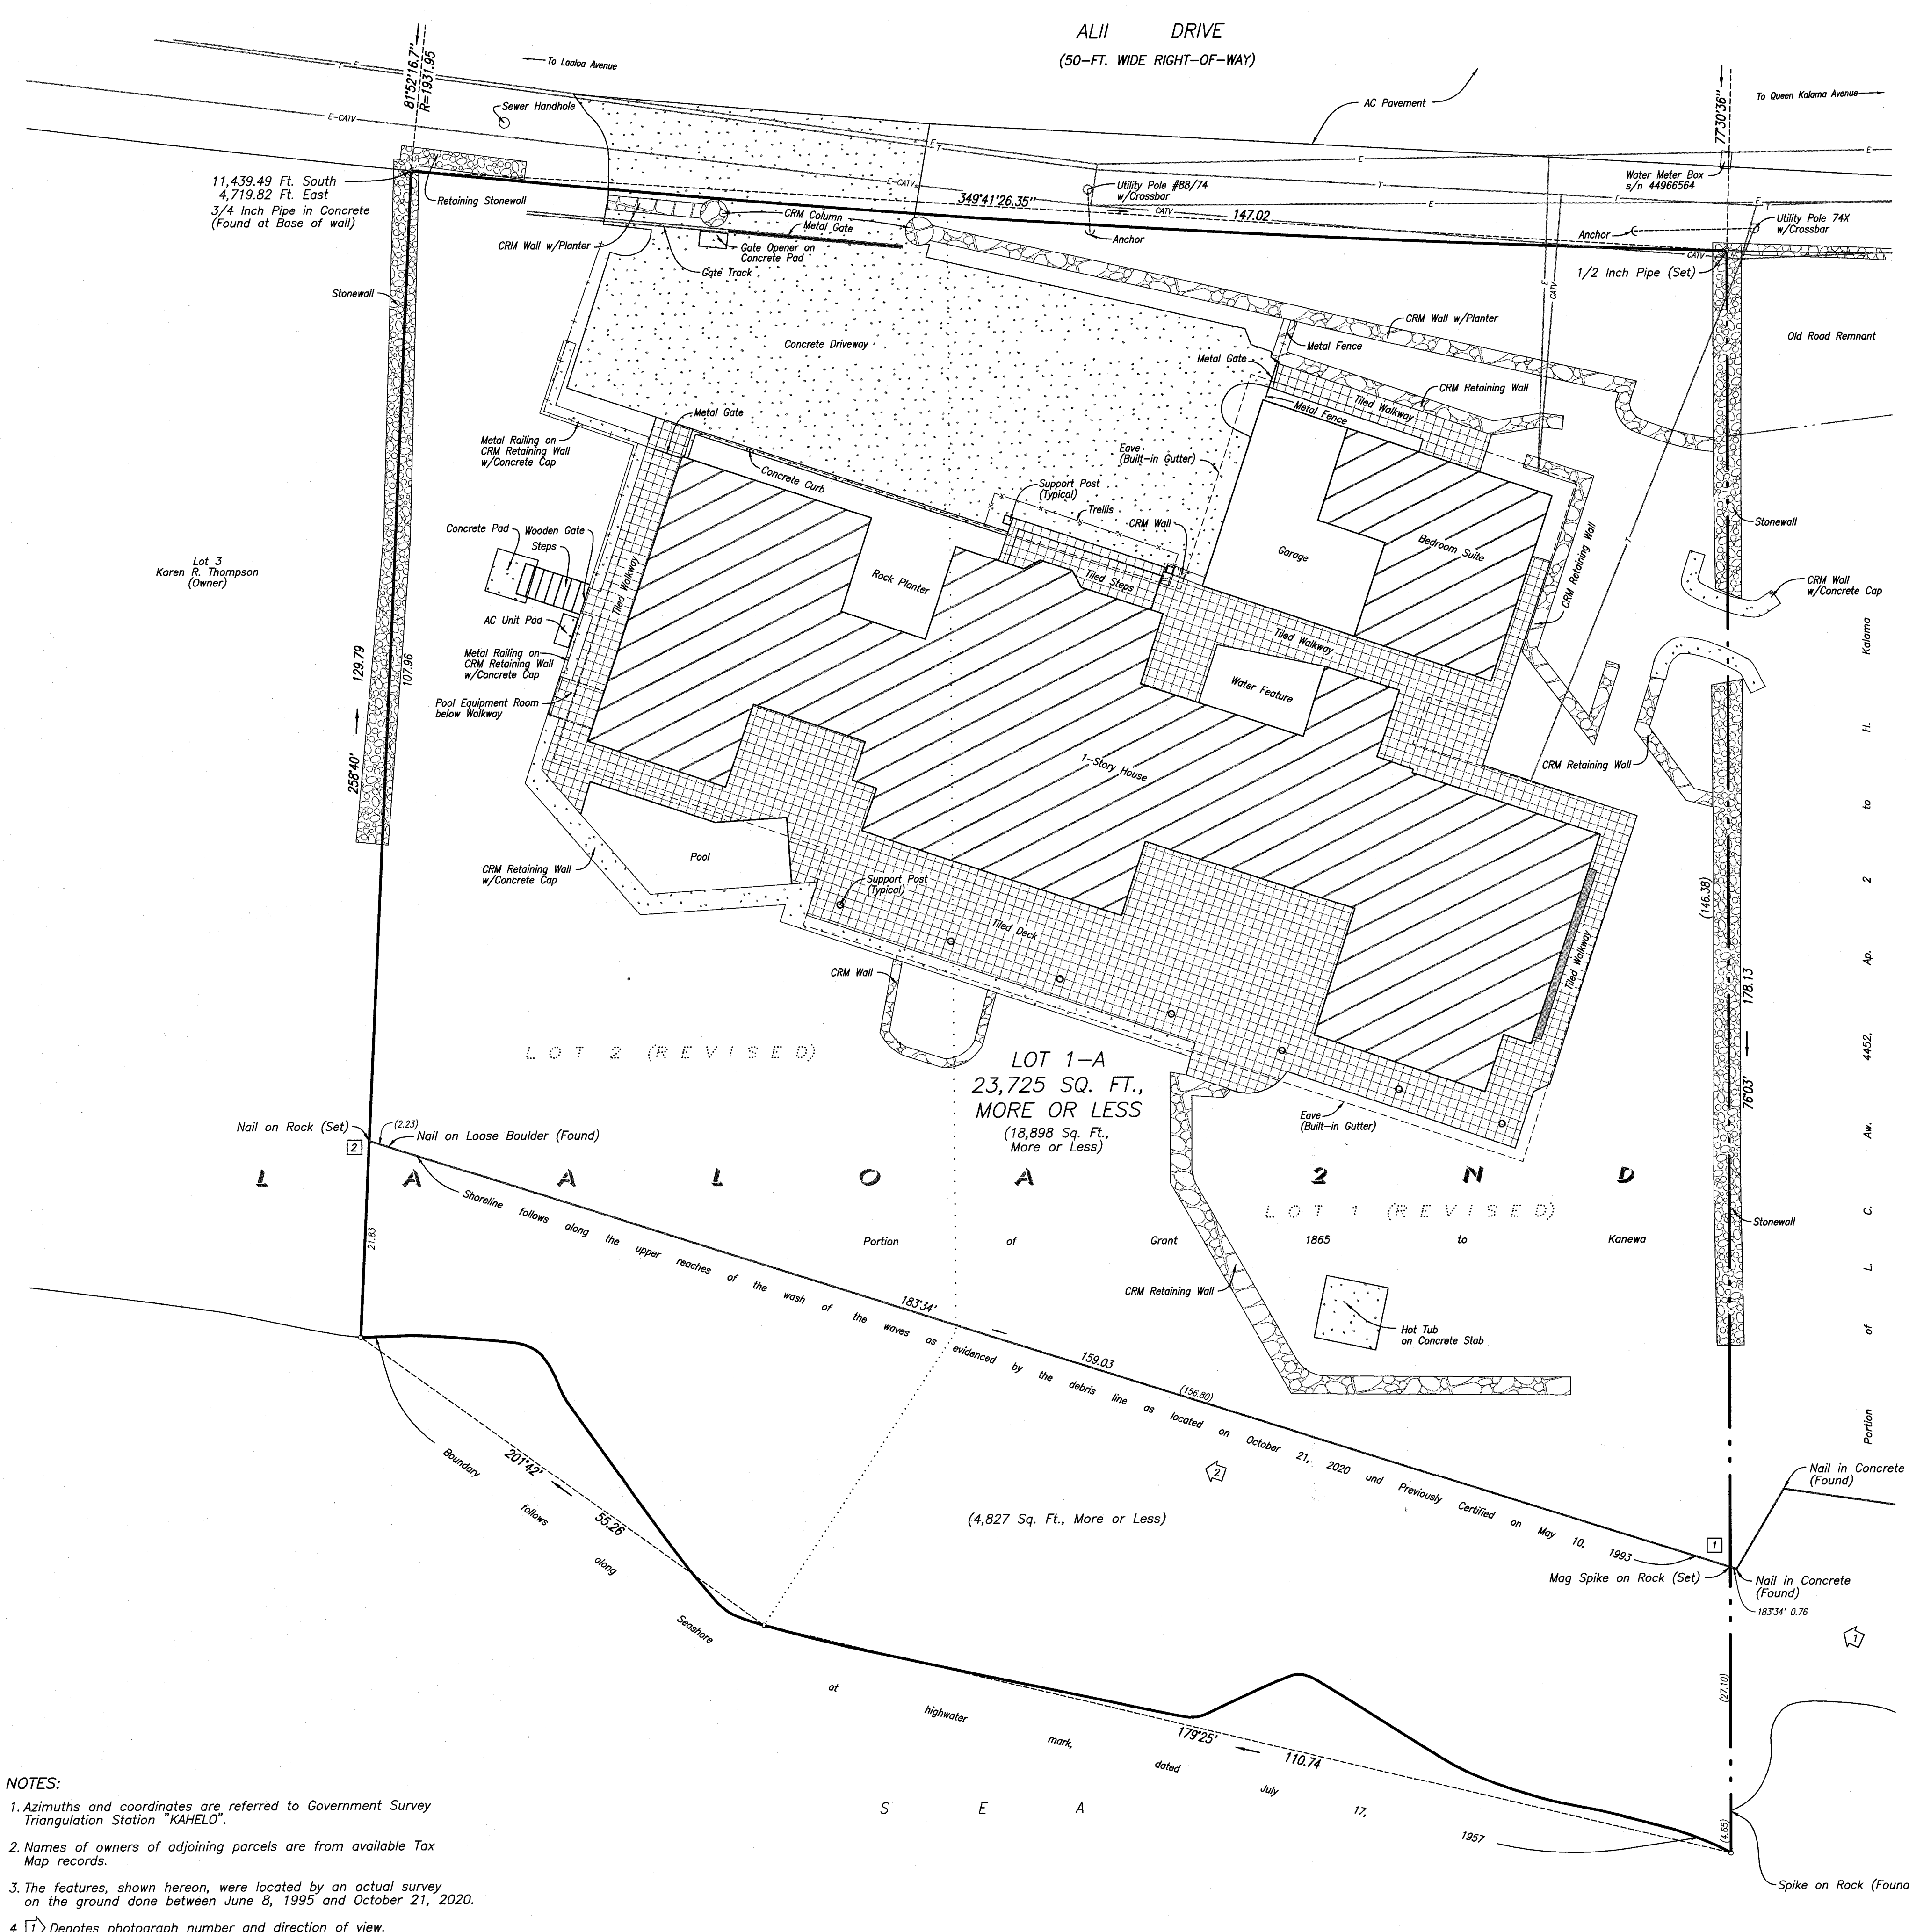 ALII DRIVE
(50-FT. WIDE RIGHT-OF-WAY)
To Laaloa Avenue
81°52'16.7"
R=1931.95
AC Pavement
To Queen Kalama Avenue
77°30'36"
Sewer Handhole
T
E
E-CATV
E
T
E
T
E
T
E
E-CATV
Water Meter Box
s/n 44966564
Utility Pole #88/74
w/Crossbar
11,439.49 Ft. South
4,719.82 Ft. East
3/4 Inch Pipe in Concrete
(Found at Base of wall)
Retaining Stonewall
349°41'26.35"
CATV
147.02
Utility Pole 74X
w/Crossbar
CRM Column
Metal Gate
Anchor
Anchor
CRM Wall w/Planter
Gate Opener on
Concrete Pad
Gate Track
CATV
1/2 Inch Pipe (Set)
Stonewall
E
CATV
CRM Wall w/Planter
Old Road Remnant
Concrete Driveway
Metal Fence
Metal Gate
CRM Retaining Wall
Tiled Walkway
Metal Fence
Metal Gate
Metal Railing on
CRM Retaining Wall
w/Concrete Cap
Eave
(Built-in Gutter)
Concrete Curb
Support Post
(Typical)
Trellis
CRM Wall
Stonewall
Concrete Pad
Wooden Gate
Steps
Tiled Walkway
Garage
Bedroom Suite
CRM Retaining Wall
T
Lot 3
Karen R. Thompson
(Owner)
Rock Planter
Tiled Steps
CRM Wall
w/Concrete Cap
AC Unit Pad
Tiled Walkway
Metal Railing on
CRM Retaining Wall
w/Concrete Cap
129.79
107.96
Water Feature
Pool Equipment Room
below Walkway
258°40'
1-Story House
CRM Retaining Wall
Pool
CRM Retaining Wall
w/Concrete Cap
Support Post
(Typical)
(146.38)
Tiled Deck
Tiled Walkway
CRM Wall
178.13
76°03'
Portion of L. C. Aw. 4452, Ap. 2 to H. Kalama
LOT 2 (REVISED)
LOT 1-A
23,725 SQ. FT.,
MORE OR LESS
(18,898 Sq. Ft.,
More or Less)
Eave
(Built-in Gutter)
Nail on Rock (Set)
(2.23)
Nail on Loose Boulder (Found)
2
LAALOA 2ND
LOT 1 (REVISED)
Stonewall
Portion of Grant 1865 to Kanewa
21.83
Shoreline follows along the upper reaches of the wash of the waves as evidenced by the debris line as located on October 21, 2020 and Previously Certified on May 10, 1993
183°34'
159.03
(156.80)
CRM Retaining Wall
Hot Tub
on Concrete Stab
201°42'
55.26
2
(4,827 Sq. Ft., More or Less)
Nail in Concrete
(Found)
1
Mag Spike on Rock (Set)
Nail in Concrete
(Found)
183°34' 0.76
1
Boundary follows along Seashore at highwater mark, dated July 17, 1957
(27.10)
179°25'
110.74
SEA
(4.65)
Spike on Rock (Foun
NOTES:
1. Azimuths and coordinates are referred to Government Survey
Triangulation Station "KAHELO".
2. Names of owners of adjoining parcels are from available Tax
Map records.
3. The features, shown hereon, were located by an actual survey
on the ground done between June 8, 1995 and October 21, 2020.
4. 1 Denotes photograph number and direction of view.